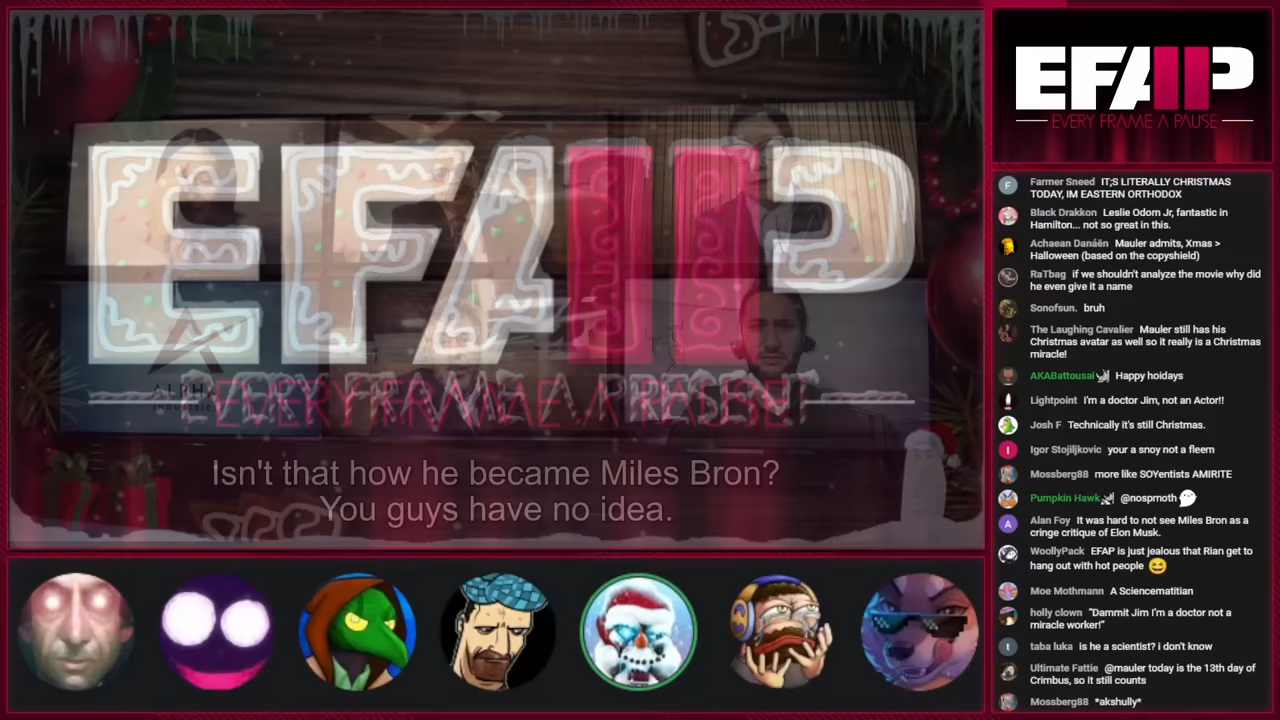 EFAP
EVERY FRAME A PAUSE!
ALPHA
Isn't that how he became Miles Bron?
You guys have no idea.
EFAP
EVERY FRAME A PAUSE
F
Farmer Sneed IT;S LITERALLY CHRISTMAS
TODAY, IM EASTERN ORTHODOX
Black Drakkon Leslie Odom Jr, fantastic in
Hamilton... not so great in this.
Achaean Danáën Mauler admits, Xmas >
Halloween (based on the copyshield)
RaTbag if we shouldn't analyze the movie why did
he even give it a name
Sonofsun. bruh
The Laughing Cavalier Mauler still has his
Christmas avatar as well so it really is a Christmas
miracle!
AKABattousai Happy hoidays
Lightpoint I'm a doctor Jim, not an Actor!!
Josh F Technically it's still Christmas.
I
Igor Stojiljkovic your a snoy not a fleem
Mossberg88 more like SOYentists AMIRITE
Pumpkin Hawk @nospmoth
A
Alan Foy It was hard to not see Miles Bron as a
cringe critique of Elon Musk.
WoollyPack EFAP is just jealous that Rian get to
hang out with hot people 😆
Moe Mothmann A Sciencematitian
holly clown "Dammit Jim I'm a doctor not a
miracle worker!"
t
taba luka is he a scientist? i don't know
Ultimate Fattie @mauler today is the 13th day of
Crimbus, so it still counts
Mossberg88 *akshully*